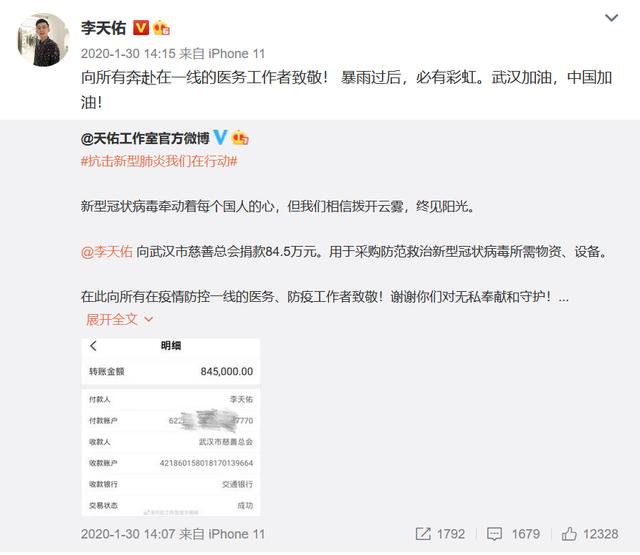 李天佑
2020-1-30 14:15 来自 iPhone 11
向所有奔赴在一线的医务工作者致敬! 暴雨过后，必有彩虹。武汉加油，中国加
油!
@天佑工作室官方微博
#抗击新型肺炎我们在行动#
新型冠状病毒牵动着每个国人的心，但我们相信拨开云雾，终见阳光。
@李天佑 向武汉市慈善总会捐款84.5万元。用于采购防范救治新型冠状病毒所需物资、设备。
在此向所有在疫情防控一线的医务、防疫工作者致敬！谢谢你们对无私奉献和守护！...
展开全文
明细
转账金额 845,000.00
付款人 李天佑
付款账户 622 7770
收款人 武汉市慈善总会
收款账户 421860158018170139664
收款银行 交通银行
交易状态 成功
2020-1-30 14:07 来自 iPhone 11 1792 1679 12328